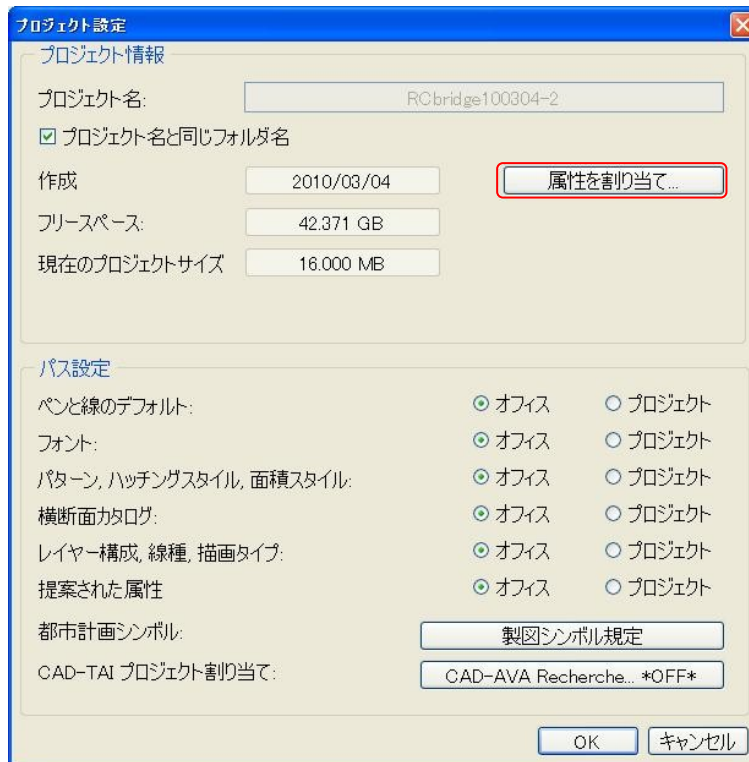 プロジェクト設定
プロジェクト情報
プロジェクト名: RCbridge100304-2
プロジェクト名と同じフォルダ名
作成 2010/03/04 属性を割り当て...
フリースペース: 42.371 GB
現在のプロジェクトサイズ 16.000 MB
パス設定
ペンと線のデフォルト: オフィス プロジェクト
フォント: オフィス プロジェクト
パターン, ハッチングスタイル, 面積スタイル: オフィス プロジェクト
横断面カタログ: オフィス プロジェクト
レイヤー構成, 線種, 描画タイプ: オフィス プロジェクト
提案された属性 オフィス プロジェクト
都市計画シンボル: 製図シンボル規定
CAD-TAI プロジェクト割り当て: CAD-AVA Recherche... *OFF*
OK キャンセル